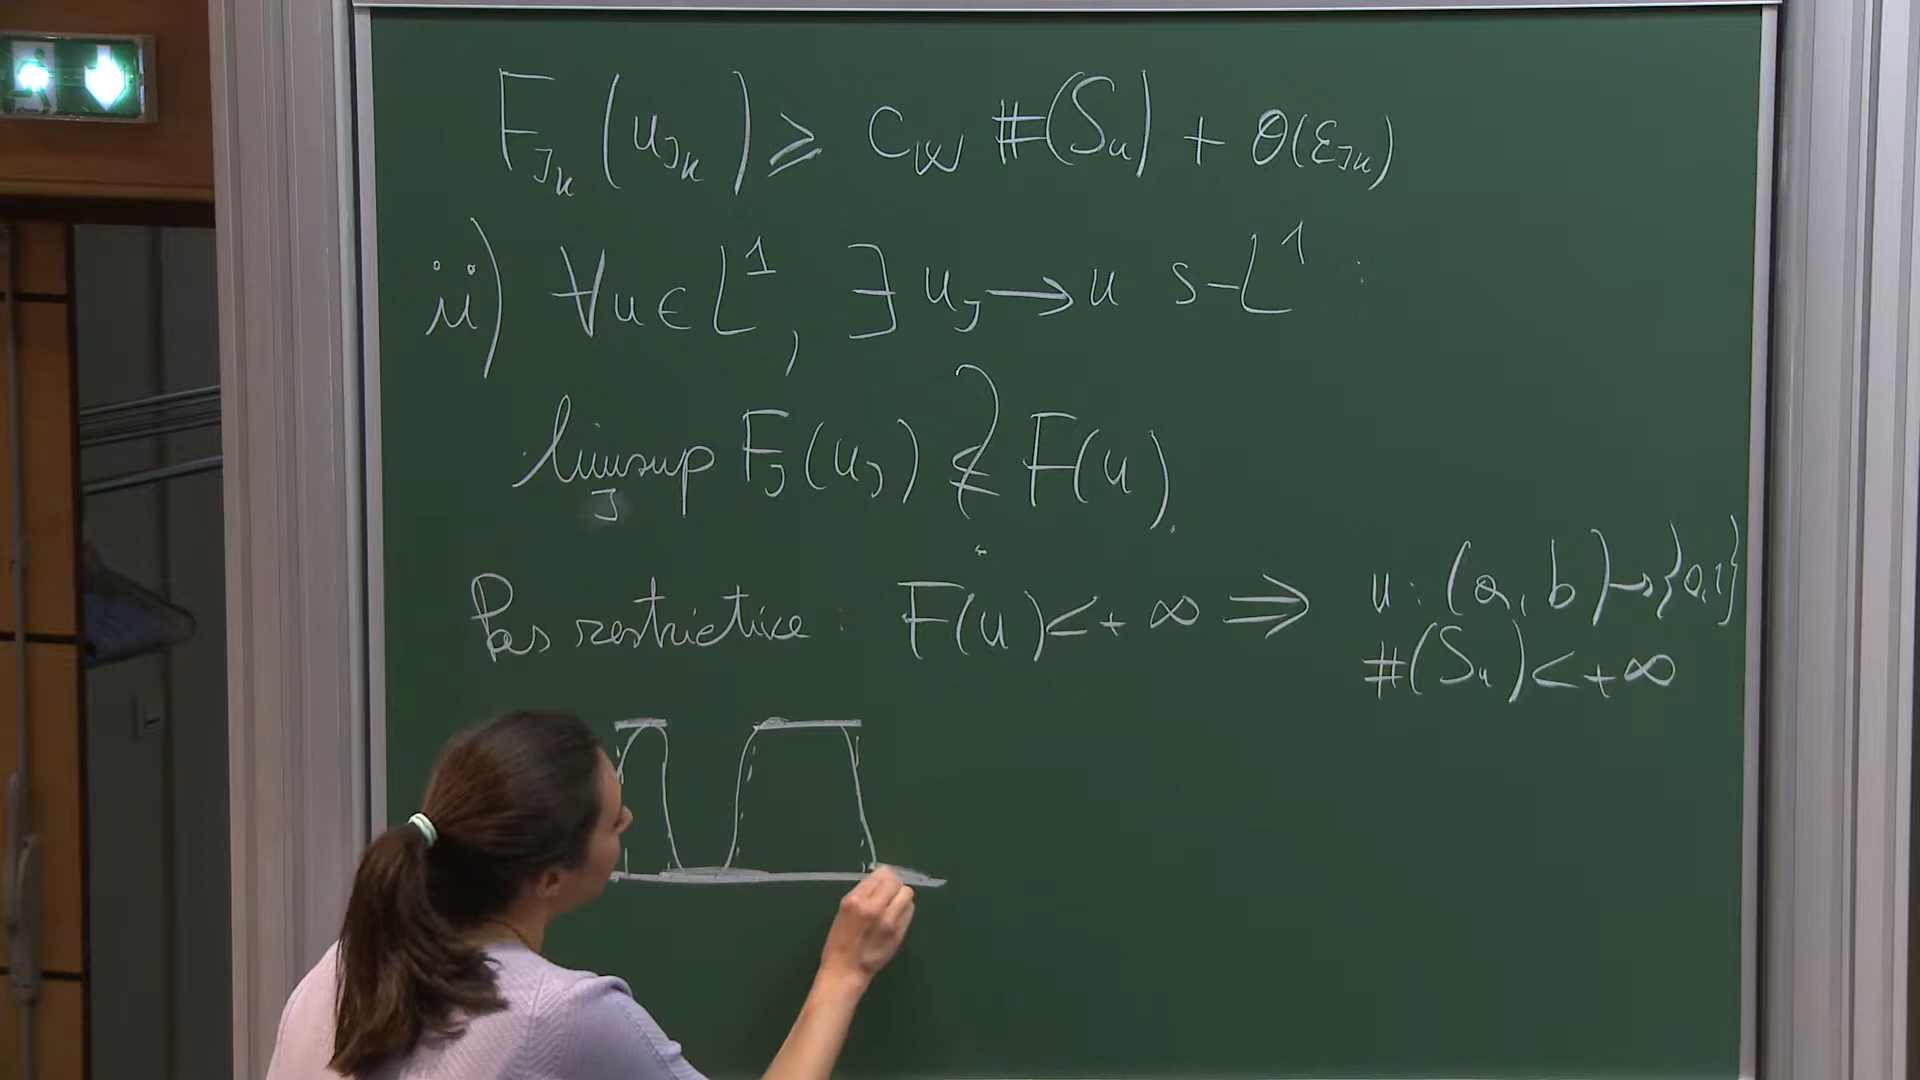 F_{j_k}(u_{j_k}) ≥ C_W #(S_u) + O(ε_{j_k})
ii) ∀u∈L^1, ∃ u_j → u s-L^1 :
limsup_j F_j(u_j) ≤ F(u).
Pas restrictive : F(u) < +∞ ⇒ u : (a, b) → {0,1}
#(S_u) < +∞